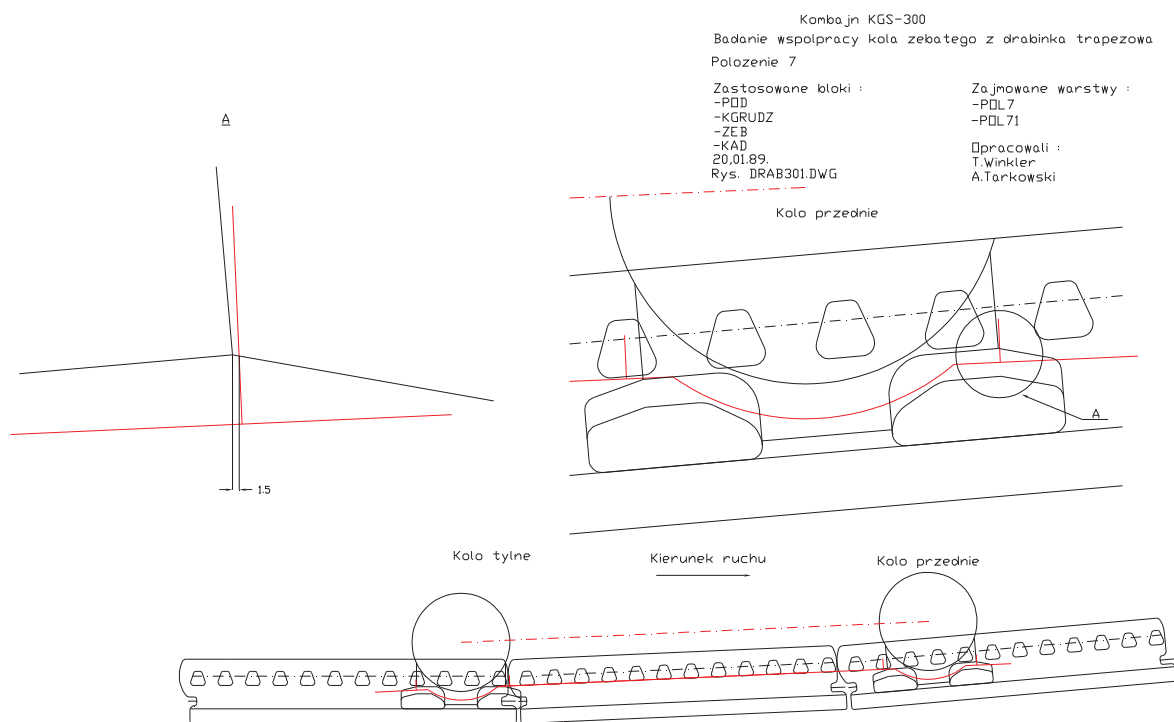 Kombajn KGS-300
Badanie wspolpracy kola zebatego z drabinka trapezowa
Polozenie 7
Zastosowane bloki :
-POD
-KGRUDZ
-ZEB
-KAD
20,01.89.
Rys. DRAB301.DWG
Zajmowane warstwy :
-POL7
-POL71
Opracowali :
T.Winkler
A.Tarkowski
A
Kolo przednie
A
1.5
Kolo tylne
Kierunek ruchu
Kolo przednie